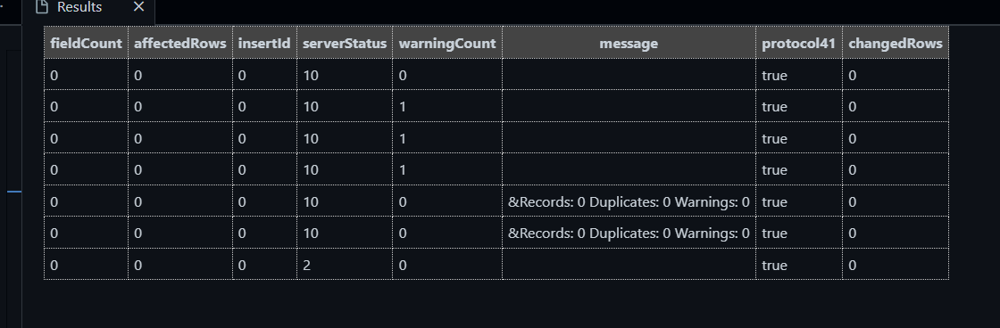 Results
fieldCount affectedRows insertId serverStatus warningCount message protocol41 changedRows
0 0 0 10 0 true 0
0 0 0 10 1 true 0
0 0 0 10 1 true 0
0 0 0 10 1 true 0
0 0 0 10 0 &Records: 0 Duplicates: 0 Warnings: 0 true 0
0 0 0 10 0 &Records: 0 Duplicates: 0 Warnings: 0 true 0
0 0 0 2 0 true 0